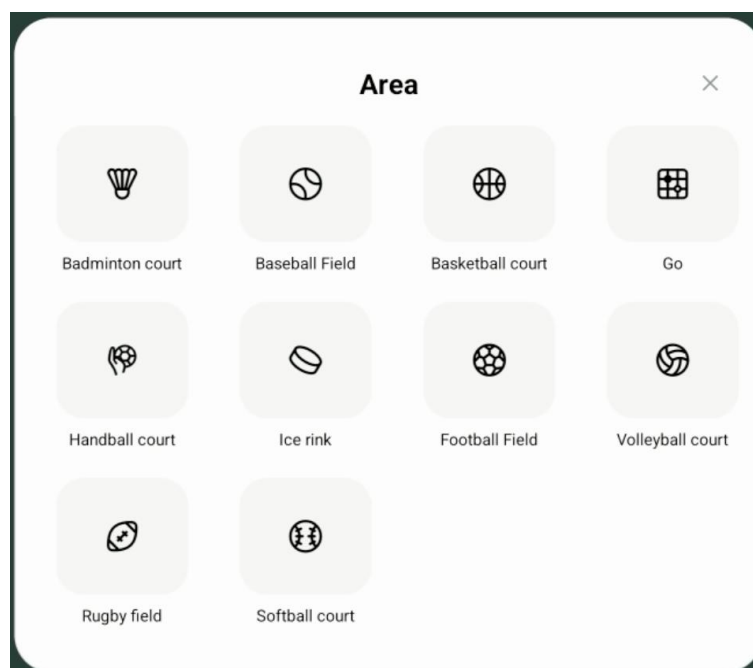 Area
Badminton court
Baseball Field
Basketball court
Go
Handball court
Ice rink
Football Field
Volleyball court
Rugby field
Softball court